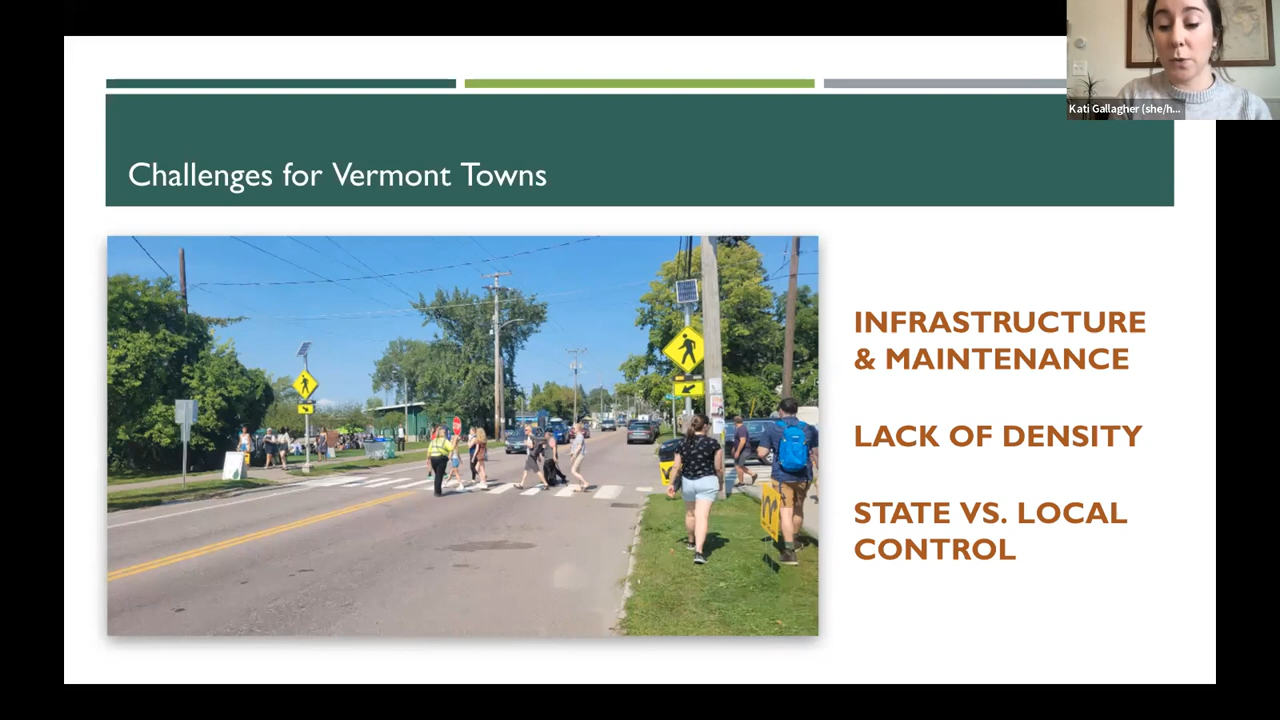 Kati Gallagher (she/h...
Challenges for Vermont Towns
INFRASTRUCTURE
& MAINTENANCE
LACK OF DENSITY
STATE VS. LOCAL
CONTROL